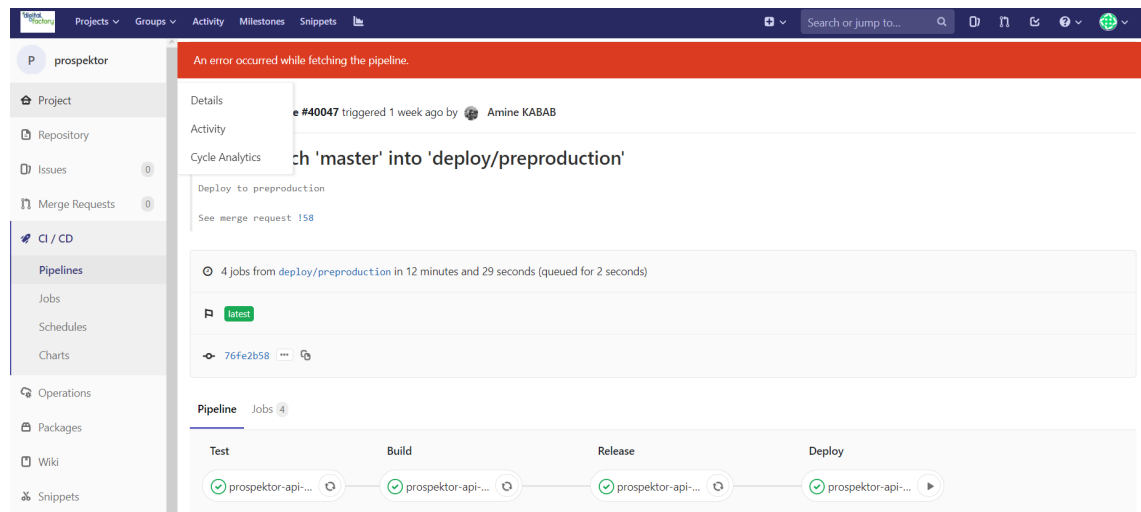 digital factory
Projects Groups Activity Milestones Snippets
Search or jump to...
P prospektor
An error occurred while fetching the pipeline.
Project
Repository
Issues 0
Merge Requests 0
CI / CD
Pipelines
Jobs
Schedules
Charts
Operations
Packages
Wiki
Snippets
Details
Activity
Cycle Analytics
e #40047 triggered 1 week ago by Amine KABAB
ch 'master' into 'deploy/preproduction'
Deploy to preproduction
See merge request !58
4 jobs from deploy/preproduction in 12 minutes and 29 seconds (queued for 2 seconds)
latest
76fe2b58 ...
Pipeline Jobs 4
Test Build Release Deploy
prospektor-api-... prospektor-api-... prospektor-api-... prospektor-api-...